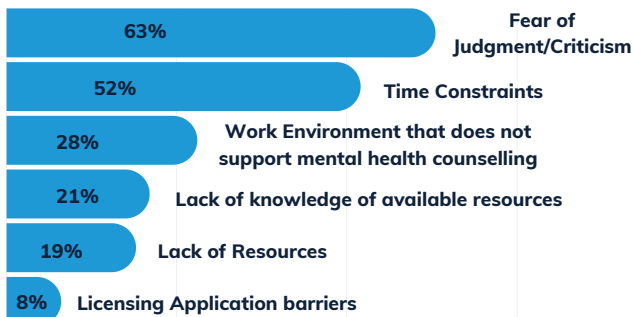 63%
Fear of
Judgment/Criticism
52%
Time Constraints
28%
Work Environment that does not
support mental health counselling
21%
Lack of knowledge of available resources
19%
Lack of Resources
8%
Licensing Application barriers